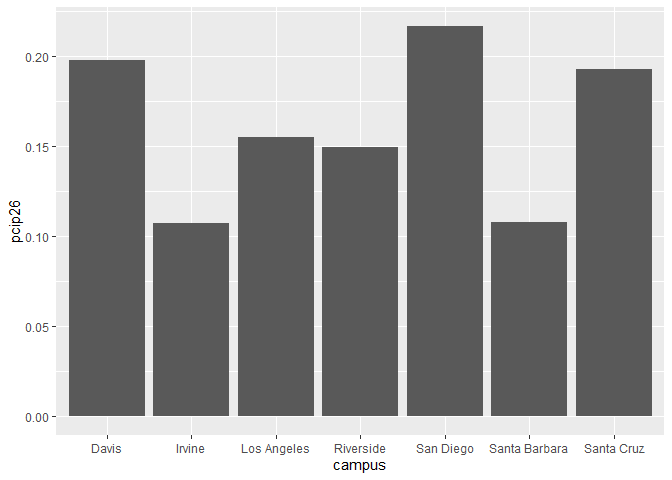 pcip26
0.20
0.15
0.10
0.05
0.00
Davis Irvine Los Angeles Riverside San Diego Santa Barbara Santa Cruz
campus